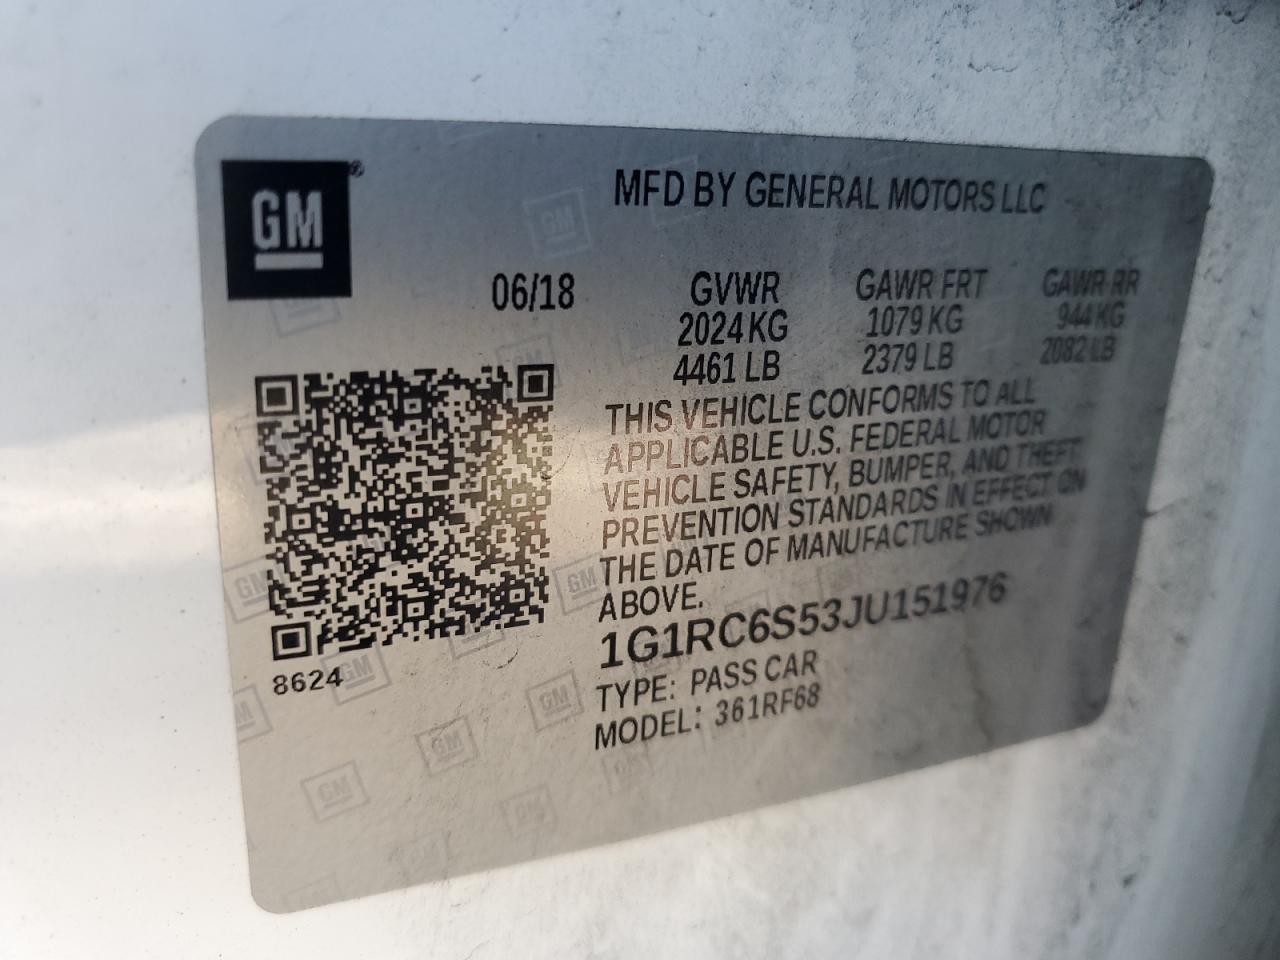 GM®
MFD BY GENERAL MOTORS LLC
06/18
GVWR GAWR FRT GAWR RR
2024 KG 1079 KG 944 KG
4461 LB 2379 LB 2082 LB
THIS VEHICLE CONFORMS TO ALL
APPLICABLE U.S. FEDERAL MOTOR
VEHICLE SAFETY, BUMPER, AND THEFT
PREVENTION STANDARDS IN EFFECT ON
THE DATE OF MANUFACTURE SHOWN
ABOVE.
1G1RC6S53JU151976
TYPE: PASS CAR
MODEL: 361RF68
8624